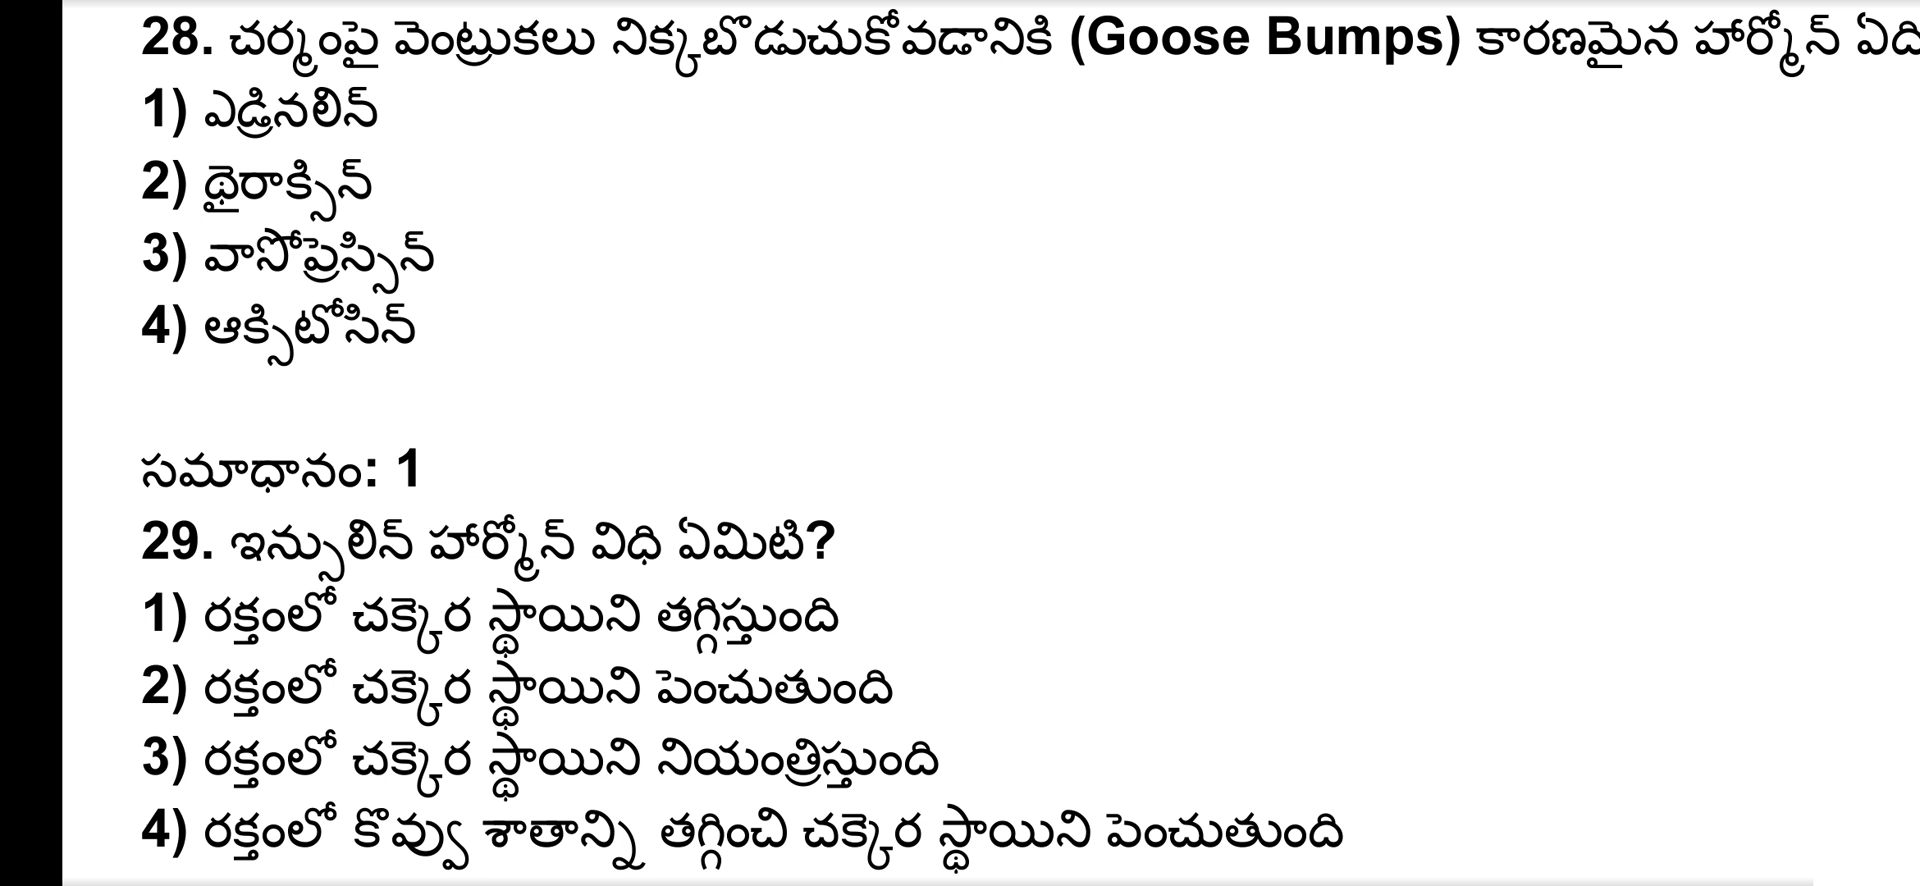 28. చర్మంపై వెంట్రుకలు నిక్కబొడుచుకోవడానికి (Goose Bumps) కారణమైన హార్మోన్ ఏది
1) ఎడ్రినలిన్
2) థైరాక్సిన్
3) వాసోప్రెస్సిన్
4) ఆక్సిటోసిన్
సమాధానం: 1
29. ఇన్సులిన్ హార్మోన్ విధి ఏమిటి?
1) రక్తంలో చక్కెర స్థాయిని తగ్గిస్తుంది
2) రక్తంలో చక్కెర స్థాయిని పెంచుతుంది
3) రక్తంలో చక్కెర స్థాయిని నియంత్రిస్తుంది
4) రక్తంలో కొవ్వు శాతాన్ని తగ్గించి చక్కెర స్థాయిని పెంచుతుంది